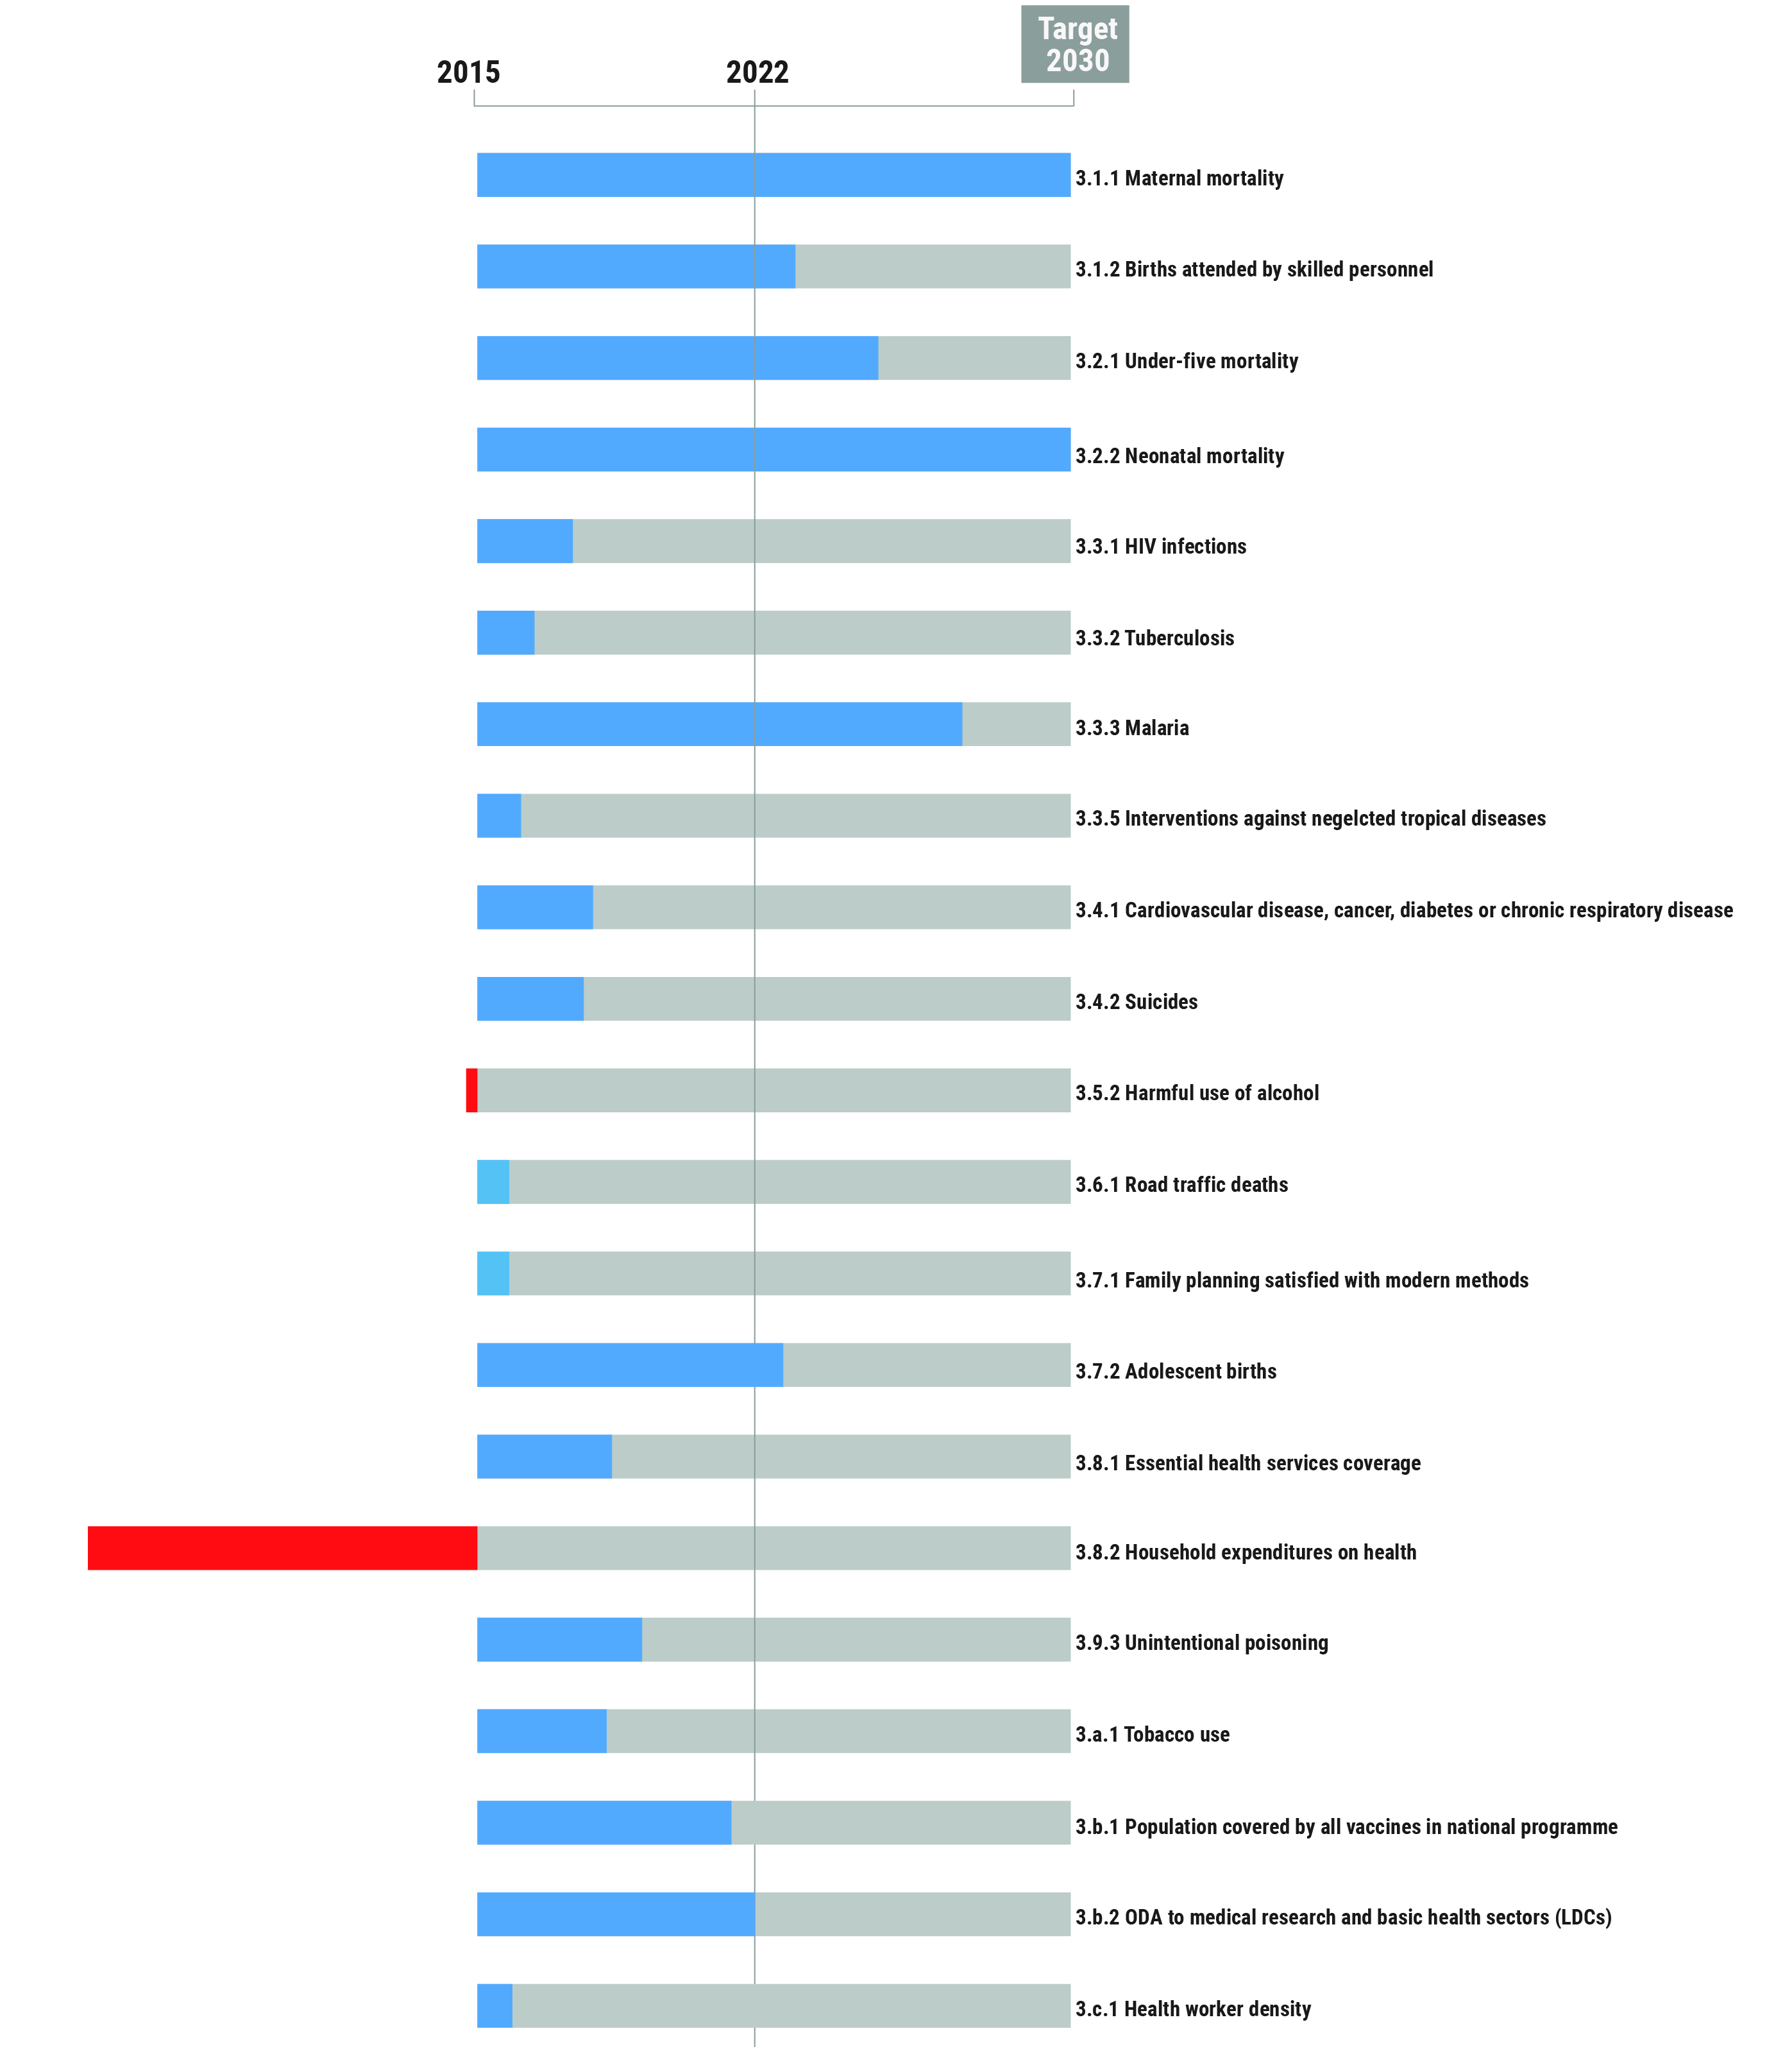 Target
2030
2015
2022
3.1.1 Maternal mortality
3.1.2 Births attended by skilled personnel
3.2.1 Under-five mortality
3.2.2 Neonatal mortality
3.3.1 HIV infections
3.3.2 Tuberculosis
3.3.3 Malaria
3.3.5 Interventions against negelcted tropical diseases
3.4.1 Cardiovascular disease, cancer, diabetes or chronic respiratory disease
3.4.2 Suicides
3.5.2 Harmful use of alcohol
3.6.1 Road traffic deaths
3.7.1 Family planning satisfied with modern methods
3.7.2 Adolescent births
3.8.1 Essential health services coverage
3.8.2 Household expenditures on health
3.9.3 Unintentional poisoning
3.a.1 Tobacco use
3.b.1 Population covered by all vaccines in national programme
3.b.2 ODA to medical research and basic health sectors (LDCs)
3.c.1 Health worker density